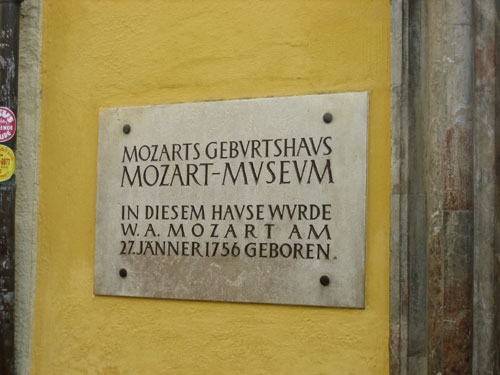 MOZARTS GEBVRTSHAVS
MOZART-MVSEVM
IN DIESEM HAVSE WVRDE
W. A. MOZART AM
27. JÄNNER 1756 GEBOREN.